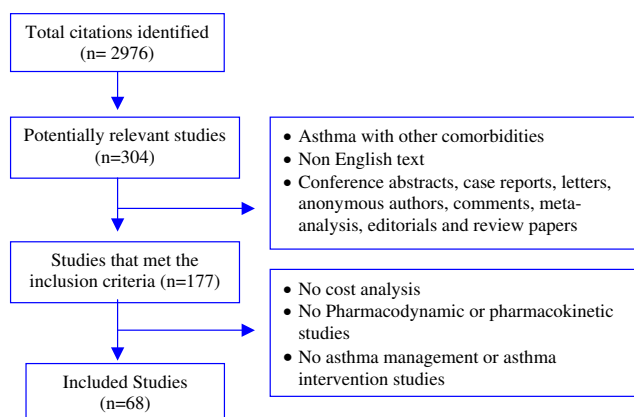 Total citations identified
(n= 2976)
Potentially relevant studies
(n=304)
• Asthma with other comorbidities
• Non English text
• Conference abstracts, case reports, letters,
anonymous authors, comments, meta-
analysis, editorials and review papers
Studies that met the
inclusion criteria (n=177)
• No cost analysis
• No Pharmacodynamic or pharmacokinetic
studies
• No asthma management or asthma
intervention studies
Included Studies
(n=68)